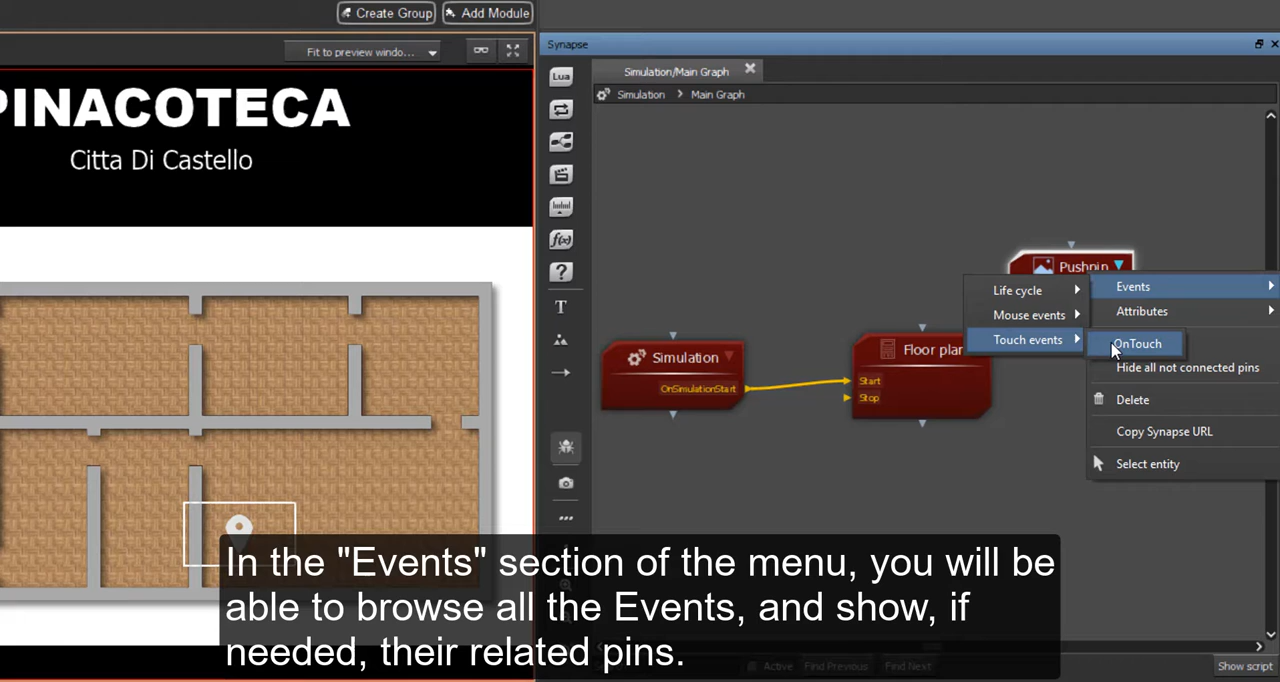 Create Group
Add Module
Fit to preview windo...
Synapse
Simulation/Main Graph
Simulation > Main Graph
Lua
f(x)
?
T
PINACOTECA
Citta Di Castello
Simulation
OnSimulationStart
Floor plan
Start
Stop
Pushpin
Life cycle
Mouse events
Touch events
Events
Attributes
OnTouch
Hide all not connected pins
Delete
Copy Synapse URL
Select entity
In the "Events" section of the menu, you will be
able to browse all the Events, and show, if
needed, their related pins.
Active
Find Previous
Find Next
Show script